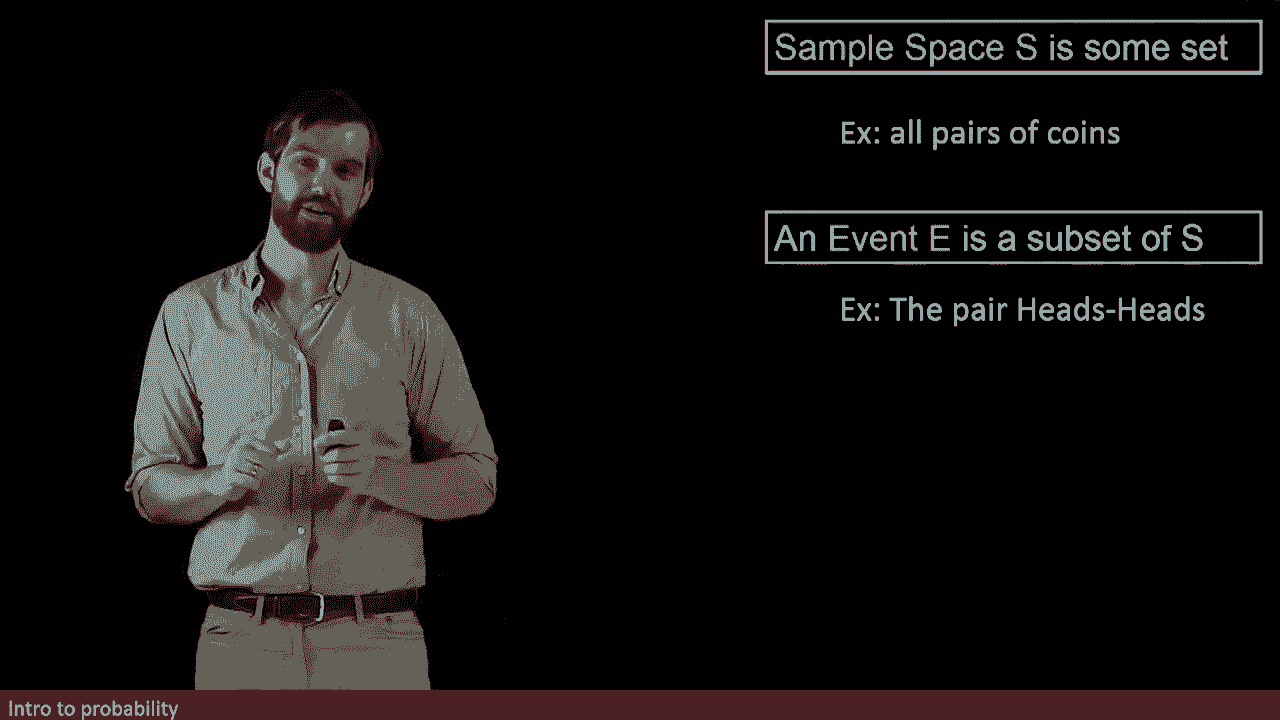 Sample Space S is some set
Ex: all pairs of coins
An Event E is a subset of S
Ex: The pair Heads-Heads
Intro to probability